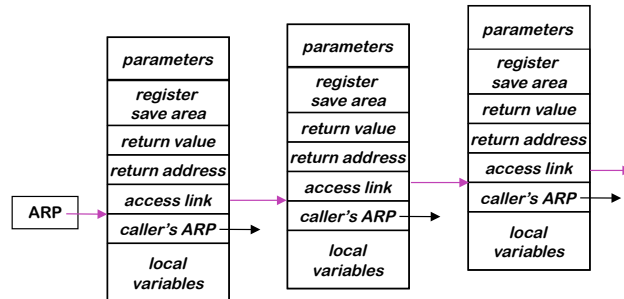 ARP
parameters
register
save area
return value
return address
access link
caller's ARP
local
variables
parameters
register
save area
return value
return address
access link
caller's ARP
local
variables
parameters
register
save area
return value
return address
access link
caller's ARP
local
variables